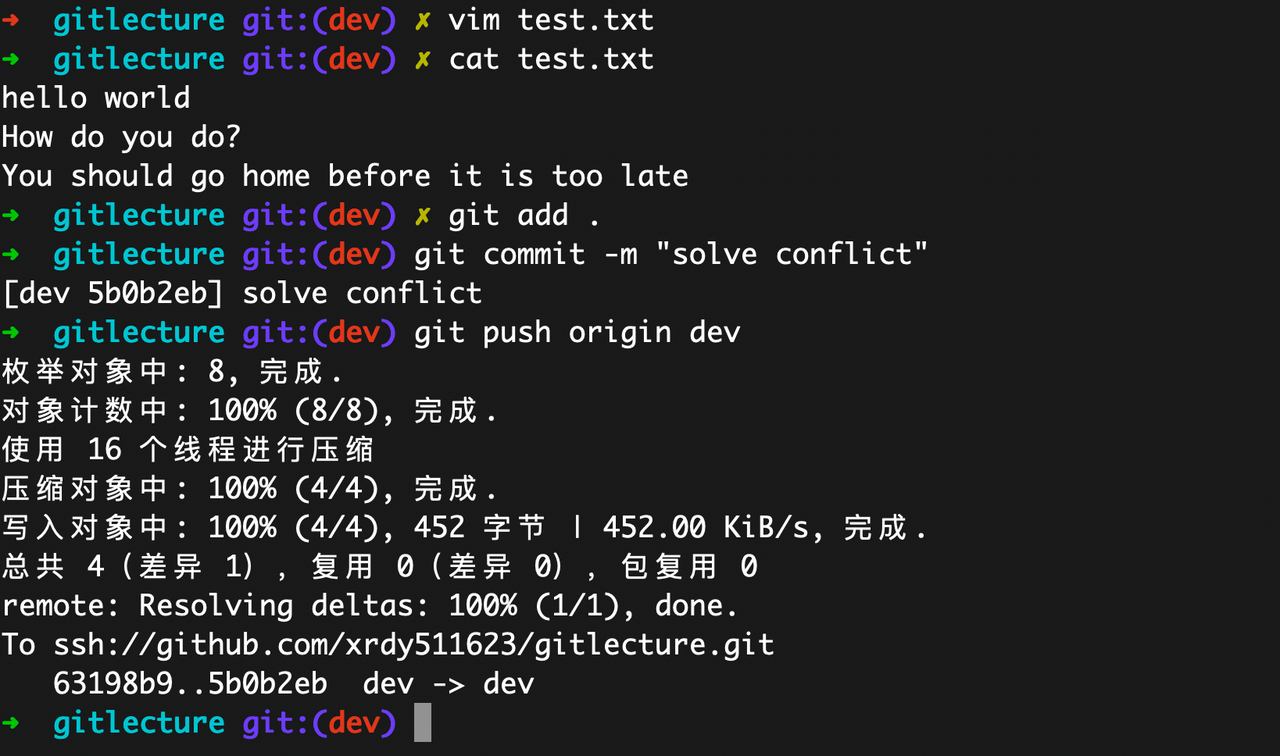 ➜  gitlecture git:(dev) ✗ vim test.txt
➜  gitlecture git:(dev) ✗ cat test.txt
hello world
How do you do?
You should go home before it is too late
➜  gitlecture git:(dev) ✗ git add .
➜  gitlecture git:(dev) git commit -m "solve conflict"
[dev 5b0b2eb] solve conflict
➜  gitlecture git:(dev) git push origin dev
枚举对象中: 8, 完成.
对象计数中: 100% (8/8), 完成.
使用 16 个线程进行压缩
压缩对象中: 100% (4/4), 完成.
写入对象中: 100% (4/4), 452 字节 | 452.00 KiB/s, 完成.
总共 4（差异 1），复用 0（差异 0），包复用 0
remote: Resolving deltas: 100% (1/1), done.
To ssh://github.com/xrdy511623/gitlecture.git
   63198b9..5b0b2eb  dev -> dev
➜  gitlecture git:(dev)